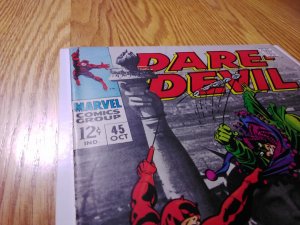 DARE-
DEVIL
MARVEL
COMICS
GROUP
12¢
IND.
45
OCT